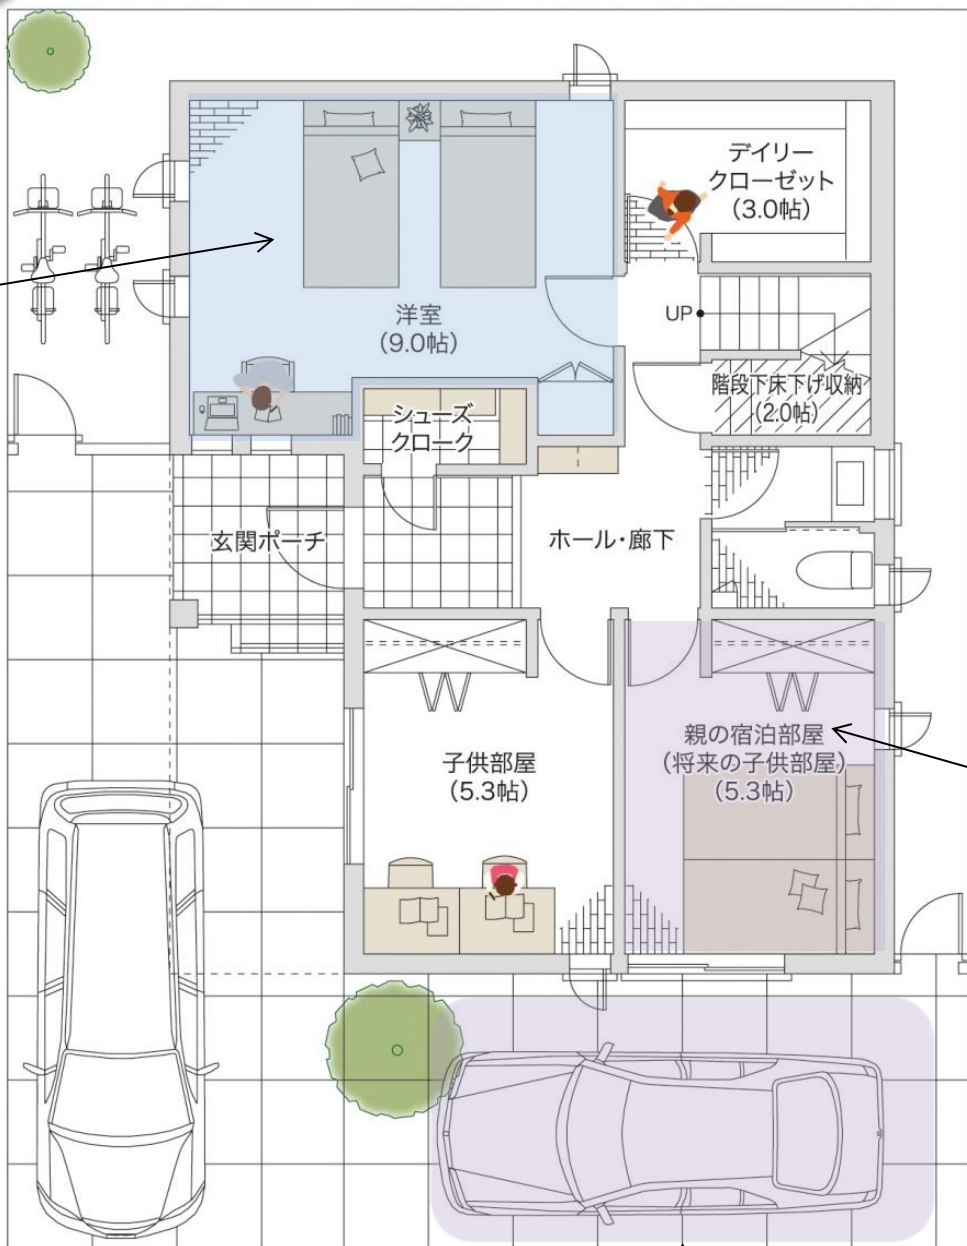 デイリー
クローゼット
(3.0帖)
洋室
(9.0帖)
UP
階段下床下げ収納
(2.0帖)
シューズ
クローク
玄関ポーチ
ホール・廊下
子供部屋
(5.3帖)
親の宿泊部屋
(将来の子供部屋)
(5.3帖)